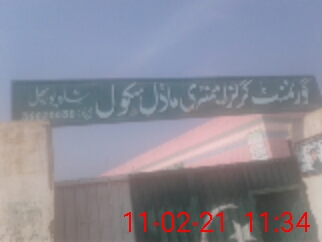 گورنمنٹ گرلز ایلمنٹری ماڈل سکول
11-02-21 11:34